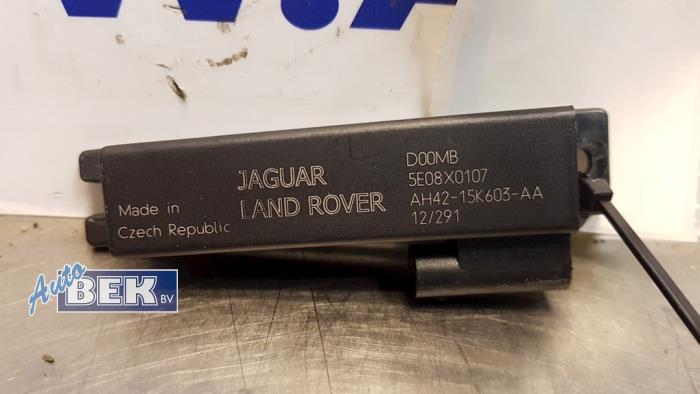 JAGUAR
LAND ROVER
Made in
Czech Republic
D00MB
5E08X0107
AH42-15K603-AA
12/291
Auto
BEK BV